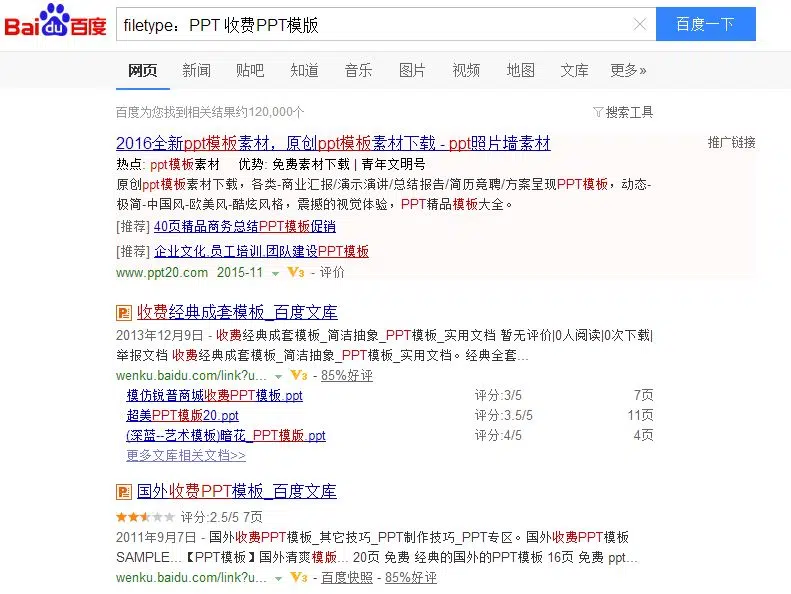 Bai du 百度
filetype：PPT 收费PPT模版
百度一下
网页 新闻 贴吧 知道 音乐 图片 视频 地图 文库 更多»
百度为您找到相关结果约120,000个
搜索工具
2016全新ppt模板素材，原创ppt模板素材下载 - ppt照片墙素材
推广链接
热点: ppt模板素材 优势: 免费素材下载 | 青年文明号
原创ppt模板素材下载，各类-商业汇报/演示演讲/总结报告/简历竞聘/方案呈现PPT模板，动态-
极简-中国风-欧美风-酷炫风格，震撼的视觉体验，PPT精品模板大全。
[推荐] 40页精品商务总结PPT模板促销
[推荐] 企业文化.员工培训.团队建设PPT模板
www.ppt20.com 2015-11 V3 - 评价
收费经典成套模板_百度文库
2013年12月9日 - 收费经典成套模板_简洁抽象_PPT模板_实用文档 暂无评价|0人阅读|0次下载|
举报文档 收费经典成套模板_简洁抽象_PPT模板_实用文档。经典全套...
wenku.baidu.com/link?u... V3 - 85%好评
模仿锐普商城收费PPT模板.ppt 评分:3/5 7页
超美PPT模版20.ppt 评分:3.5/5 11页
(深蓝--艺术模板)暗花_PPT模版.ppt 评分:4/5 4页
更多文库相关文档>>
国外收费PPT模板_百度文库
评分:2.5/5 7页
2011年9月7日 - 国外收费PPT模板_其它技巧_PPT制作技巧_PPT专区。国外收费PPT模板
SAMPLE...【PPT模板】国外清爽模版... 20页 免费 经典的国外的PPT模板 16页 免费 ppt...
wenku.baidu.com/link?u... V3 - 百度快照 - 85%好评